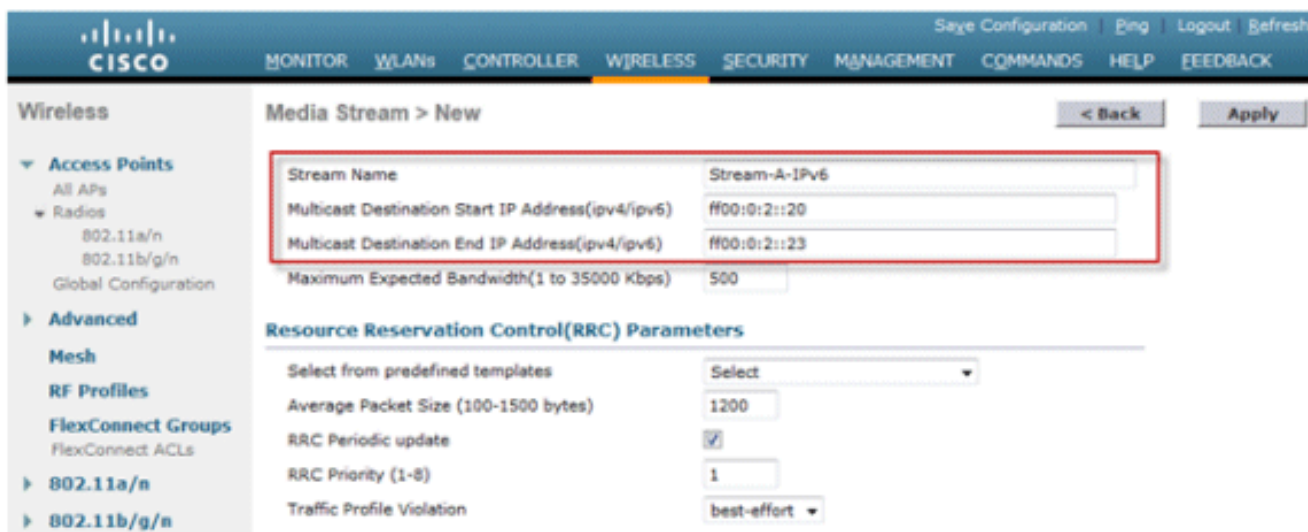 Save Configuration | Ping | Logout | Refresh
CISCO
MONITOR WLANs CONTROLLER WIRELESS SECURITY MANAGEMENT COMMANDS HELP FEEDBACK
Wireless
Access Points
All APs
Radios
802.11a/n
802.11b/g/n
Global Configuration
Advanced
Mesh
RF Profiles
FlexConnect Groups
FlexConnect ACLs
802.11a/n
802.11b/g/n
Media Stream > New
< Back
Apply
Stream Name Stream-A-IPv6
Multicast Destination Start IP Address(ipv4/ipv6) ff00:0:2::20
Multicast Destination End IP Address(ipv4/ipv6) ff00:0:2::23
Maximum Expected Bandwidth(1 to 35000 Kbps) 500
Resource Reservation Control(RRC) Parameters
Select from predefined templates Select
Average Packet Size (100-1500 bytes) 1200
RRC Periodic update
RRC Priority (1-8) 1
Traffic Profile Violation best-effort